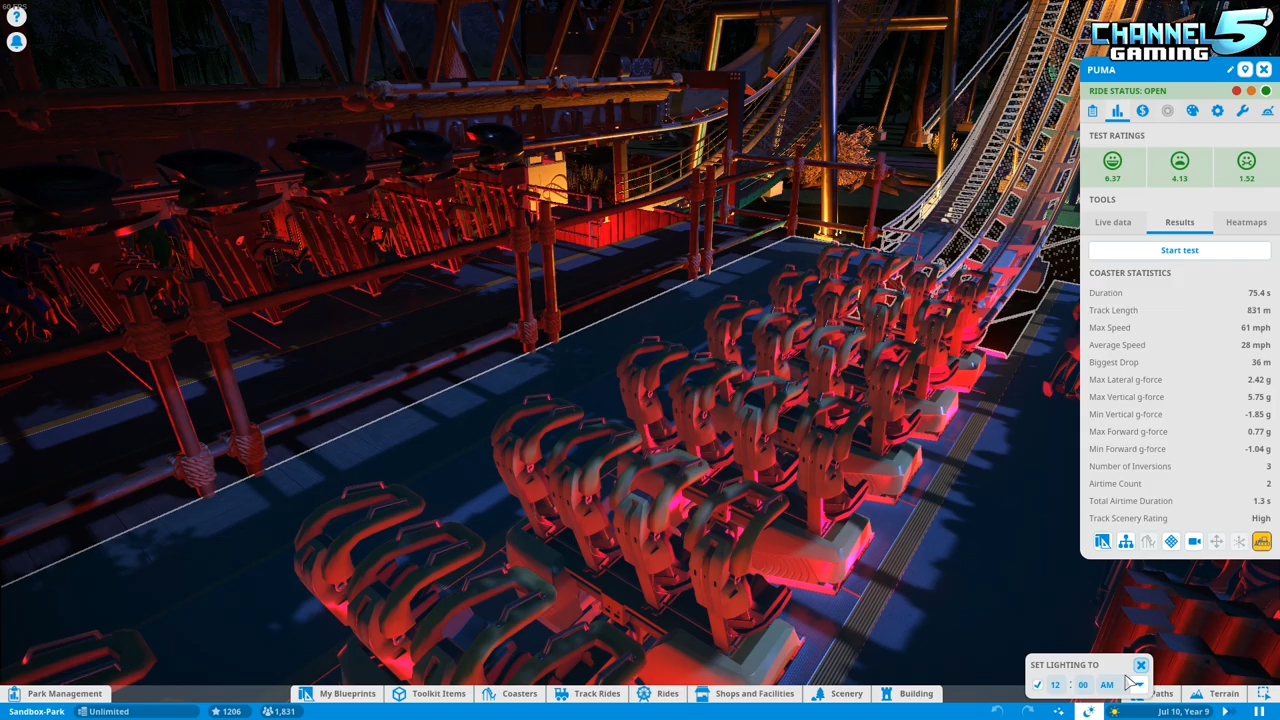 60 FPS
?
CHANNEL 5
GAMING
PUMA
RIDE STATUS: OPEN
TEST RATINGS
6.37 4.13 1.52
TOOLS
Live data Results Heatmaps
Start test
COASTER STATISTICS
Duration 75.4 s
Track Length 831 m
Max Speed 61 mph
Average Speed 28 mph
Biggest Drop 36 m
Max Lateral g-force 2.42 g
Max Vertical g-force 5.75 g
Min Vertical g-force -1.85 g
Max Forward g-force 0.77 g
Min Forward g-force -1.04 g
Number of Inversions 3
Airtime Count 2
Total Airtime Duration 1.3 s
Track Scenery Rating High
SET LIGHTING TO
12 : 00 AM
Park Management My Blueprints Toolkit Items Coasters Track Rides Rides Shops and Facilities Scenery Building Paths Terrain
Sandbox-Park Unlimited 1206 1,831 Jul 10, Year 9